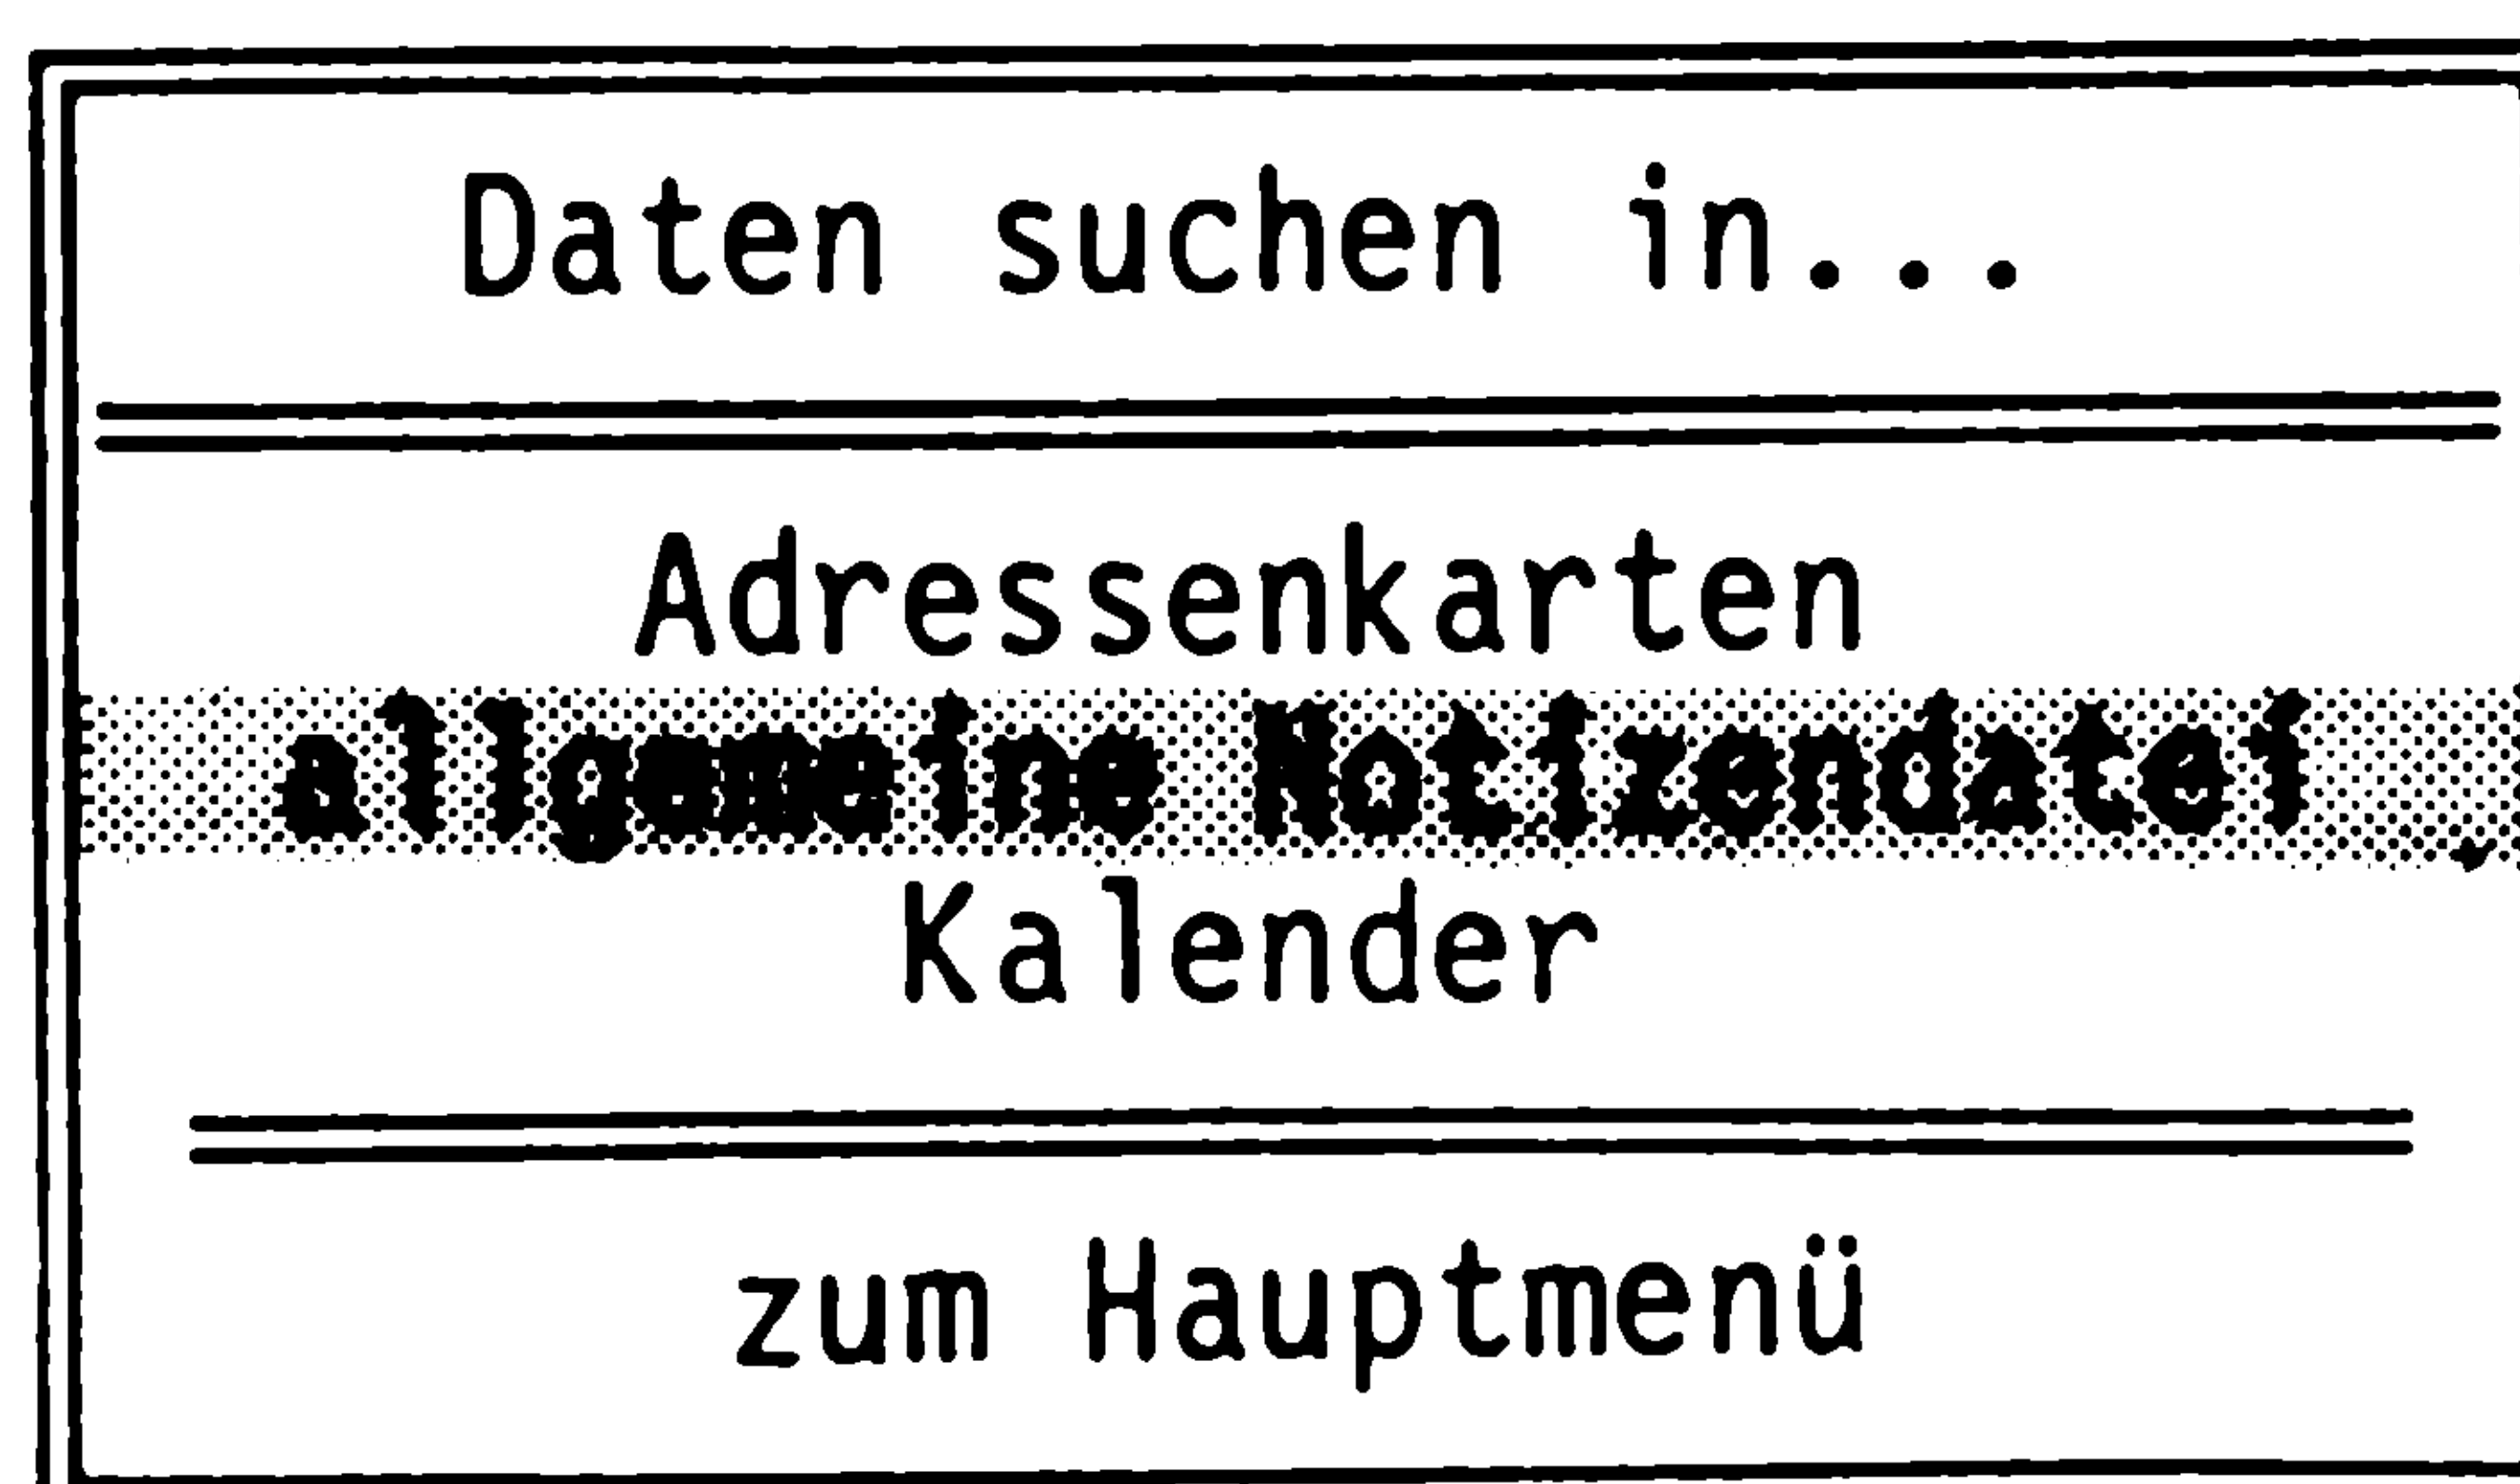 Daten suchen in...
Adressenkarten
allgemeine Notizendatei
Kalender
zum Hauptmenü